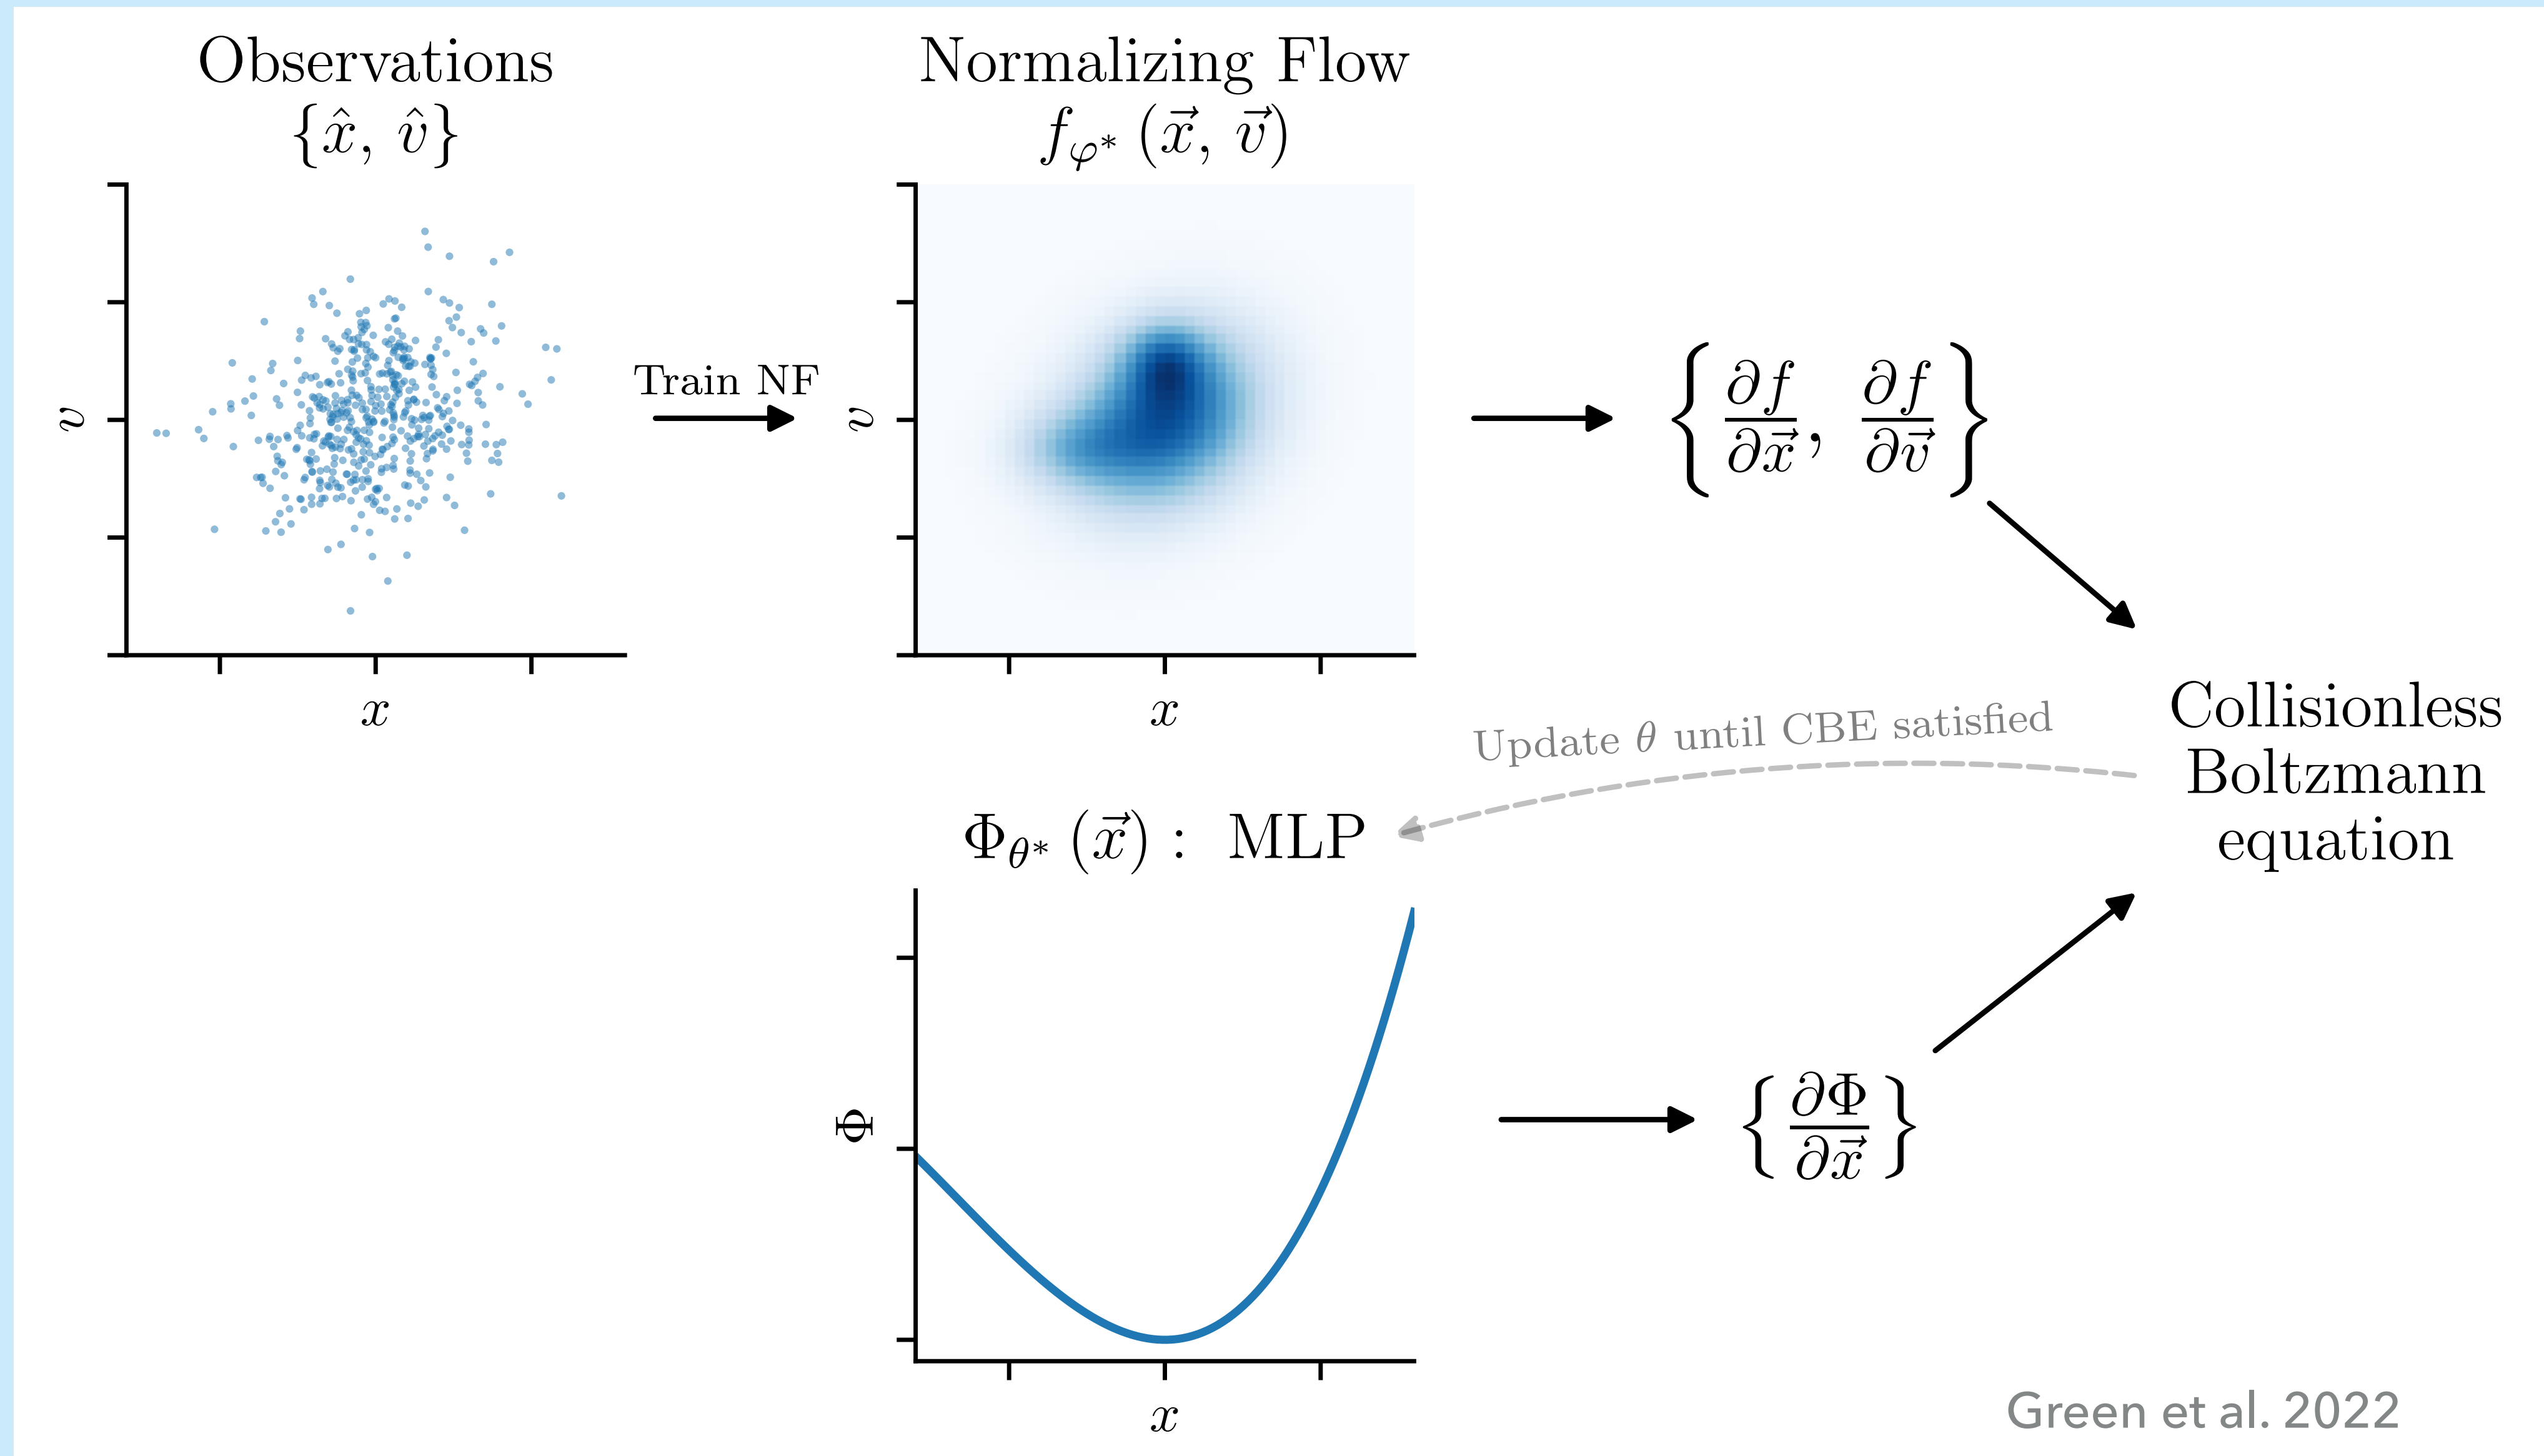 Observations
{x̂, v̂}
v
x
Train NF
Normalizing Flow
f_φ* (x⃗, v⃗)
v
x
{∂f/∂x⃗, ∂f/∂v⃗}
Collisionless
Boltzmann
equation
Update θ until CBE satisfied
Φ_θ* (x⃗) : MLP
Φ
x
{∂Φ/∂x⃗}
Green et al. 2022